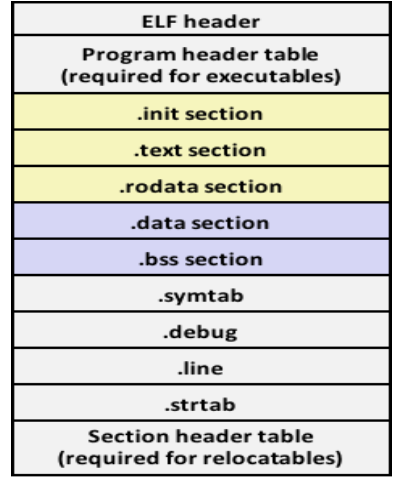 ELF header
Program header table
(required for executables)
.init section
.text section
.rodata section
.data section
.bss section
.symtab
.debug
.line
.strtab
Section header table
(required for relocatables)